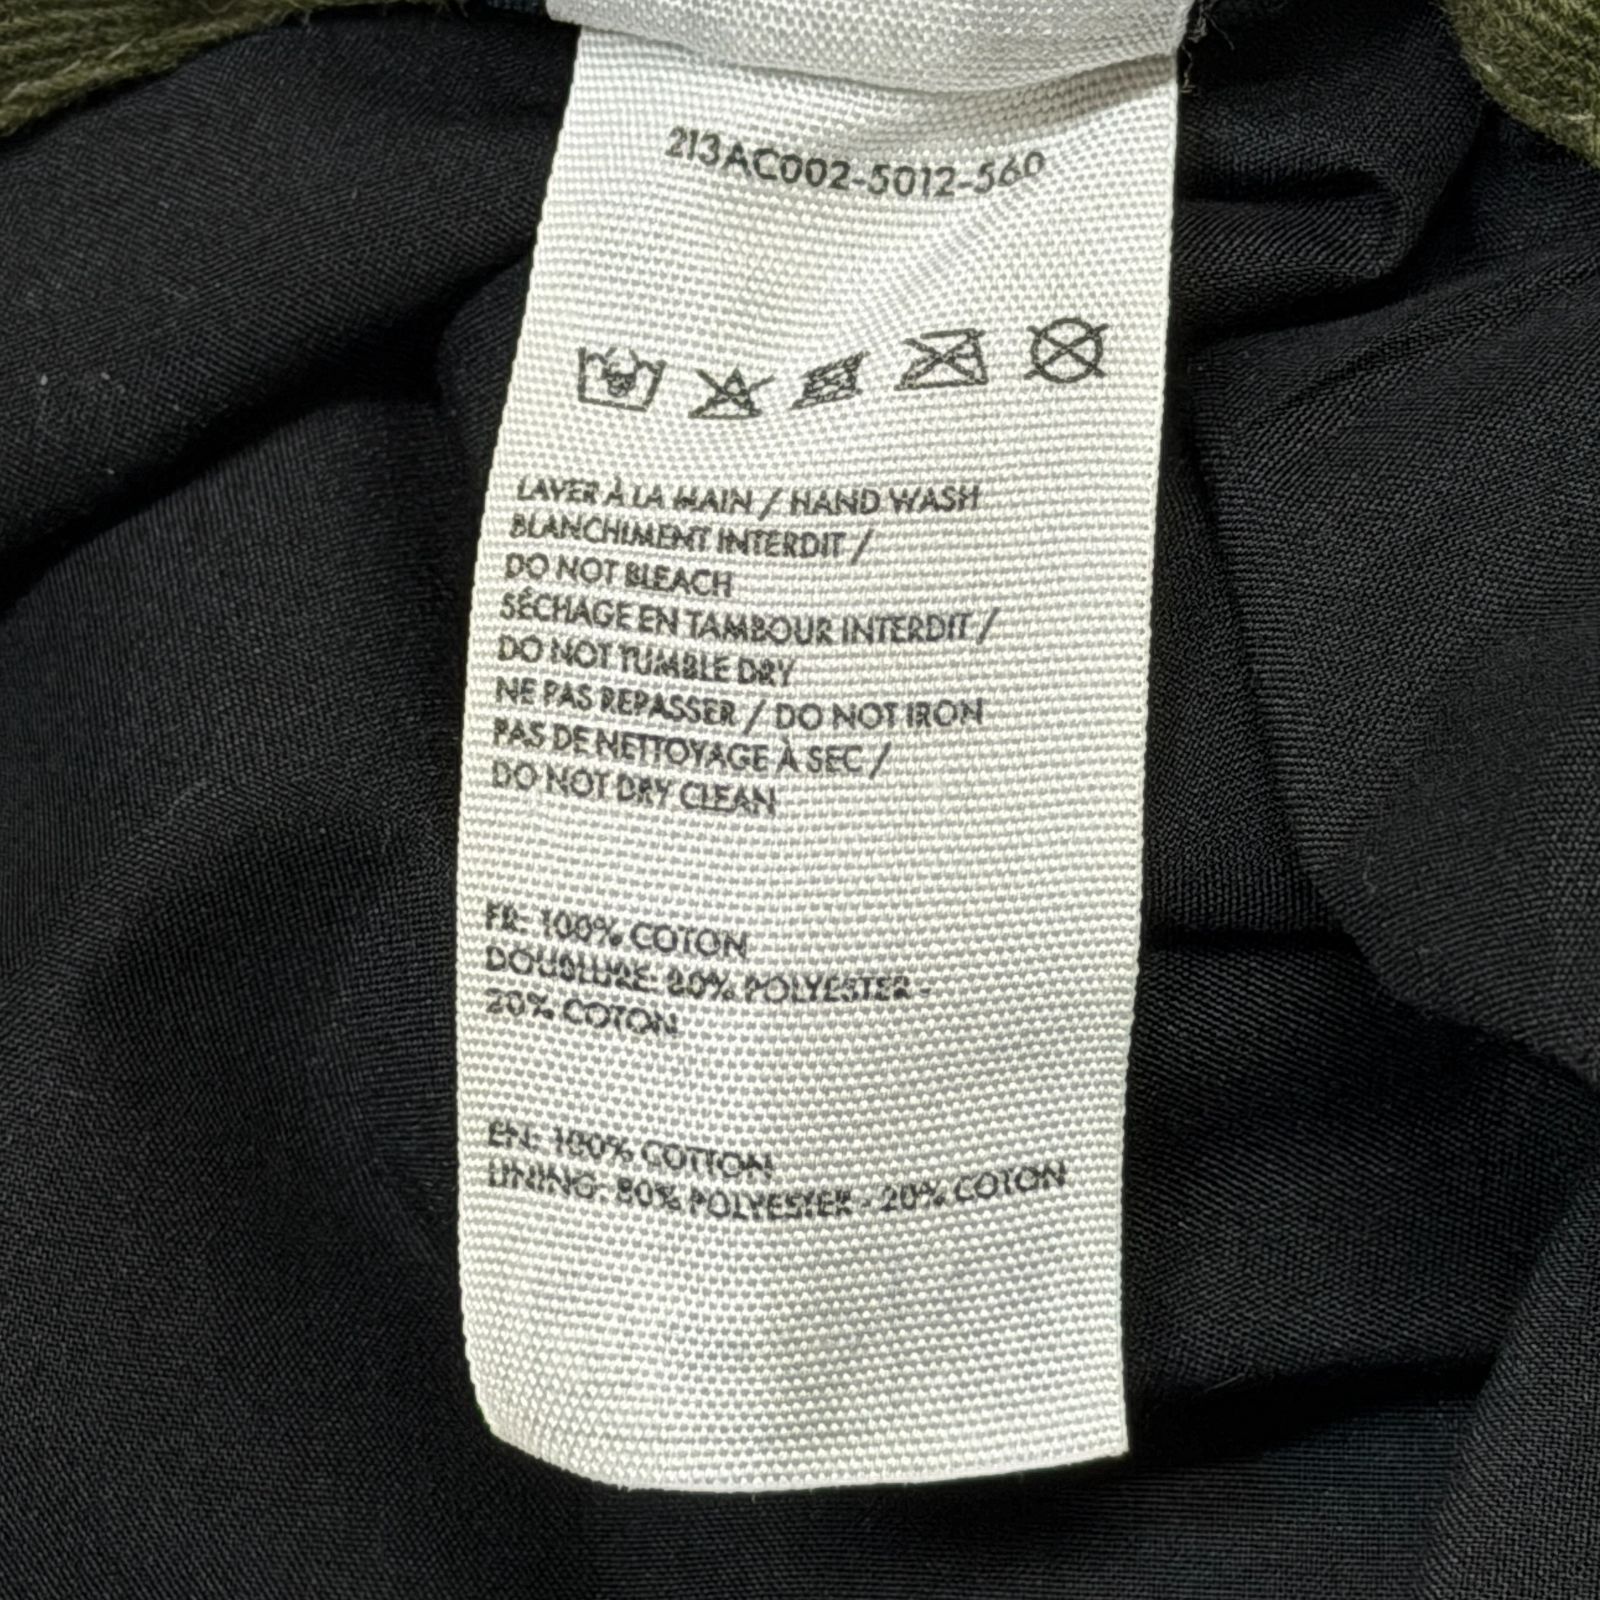 213AC002-5012-560
LAVER À LA MAIN / HAND WASH
BLANCHIMENT INTERDIT /
DO NOT BLEACH
SÉCHAGE EN TAMBOUR INTERDIT /
DO NOT TUMBLE DRY
NE PAS REPASSER / DO NOT IRON
PAS DE NETTOYAGE À SEC /
DO NOT DRY CLEAN
FR: 100% COTON
DOUBLURE: 80% POLYESTER -
20% COTON
EN: 100% COTTON
LINING: 80% POLYESTER - 20% COTON